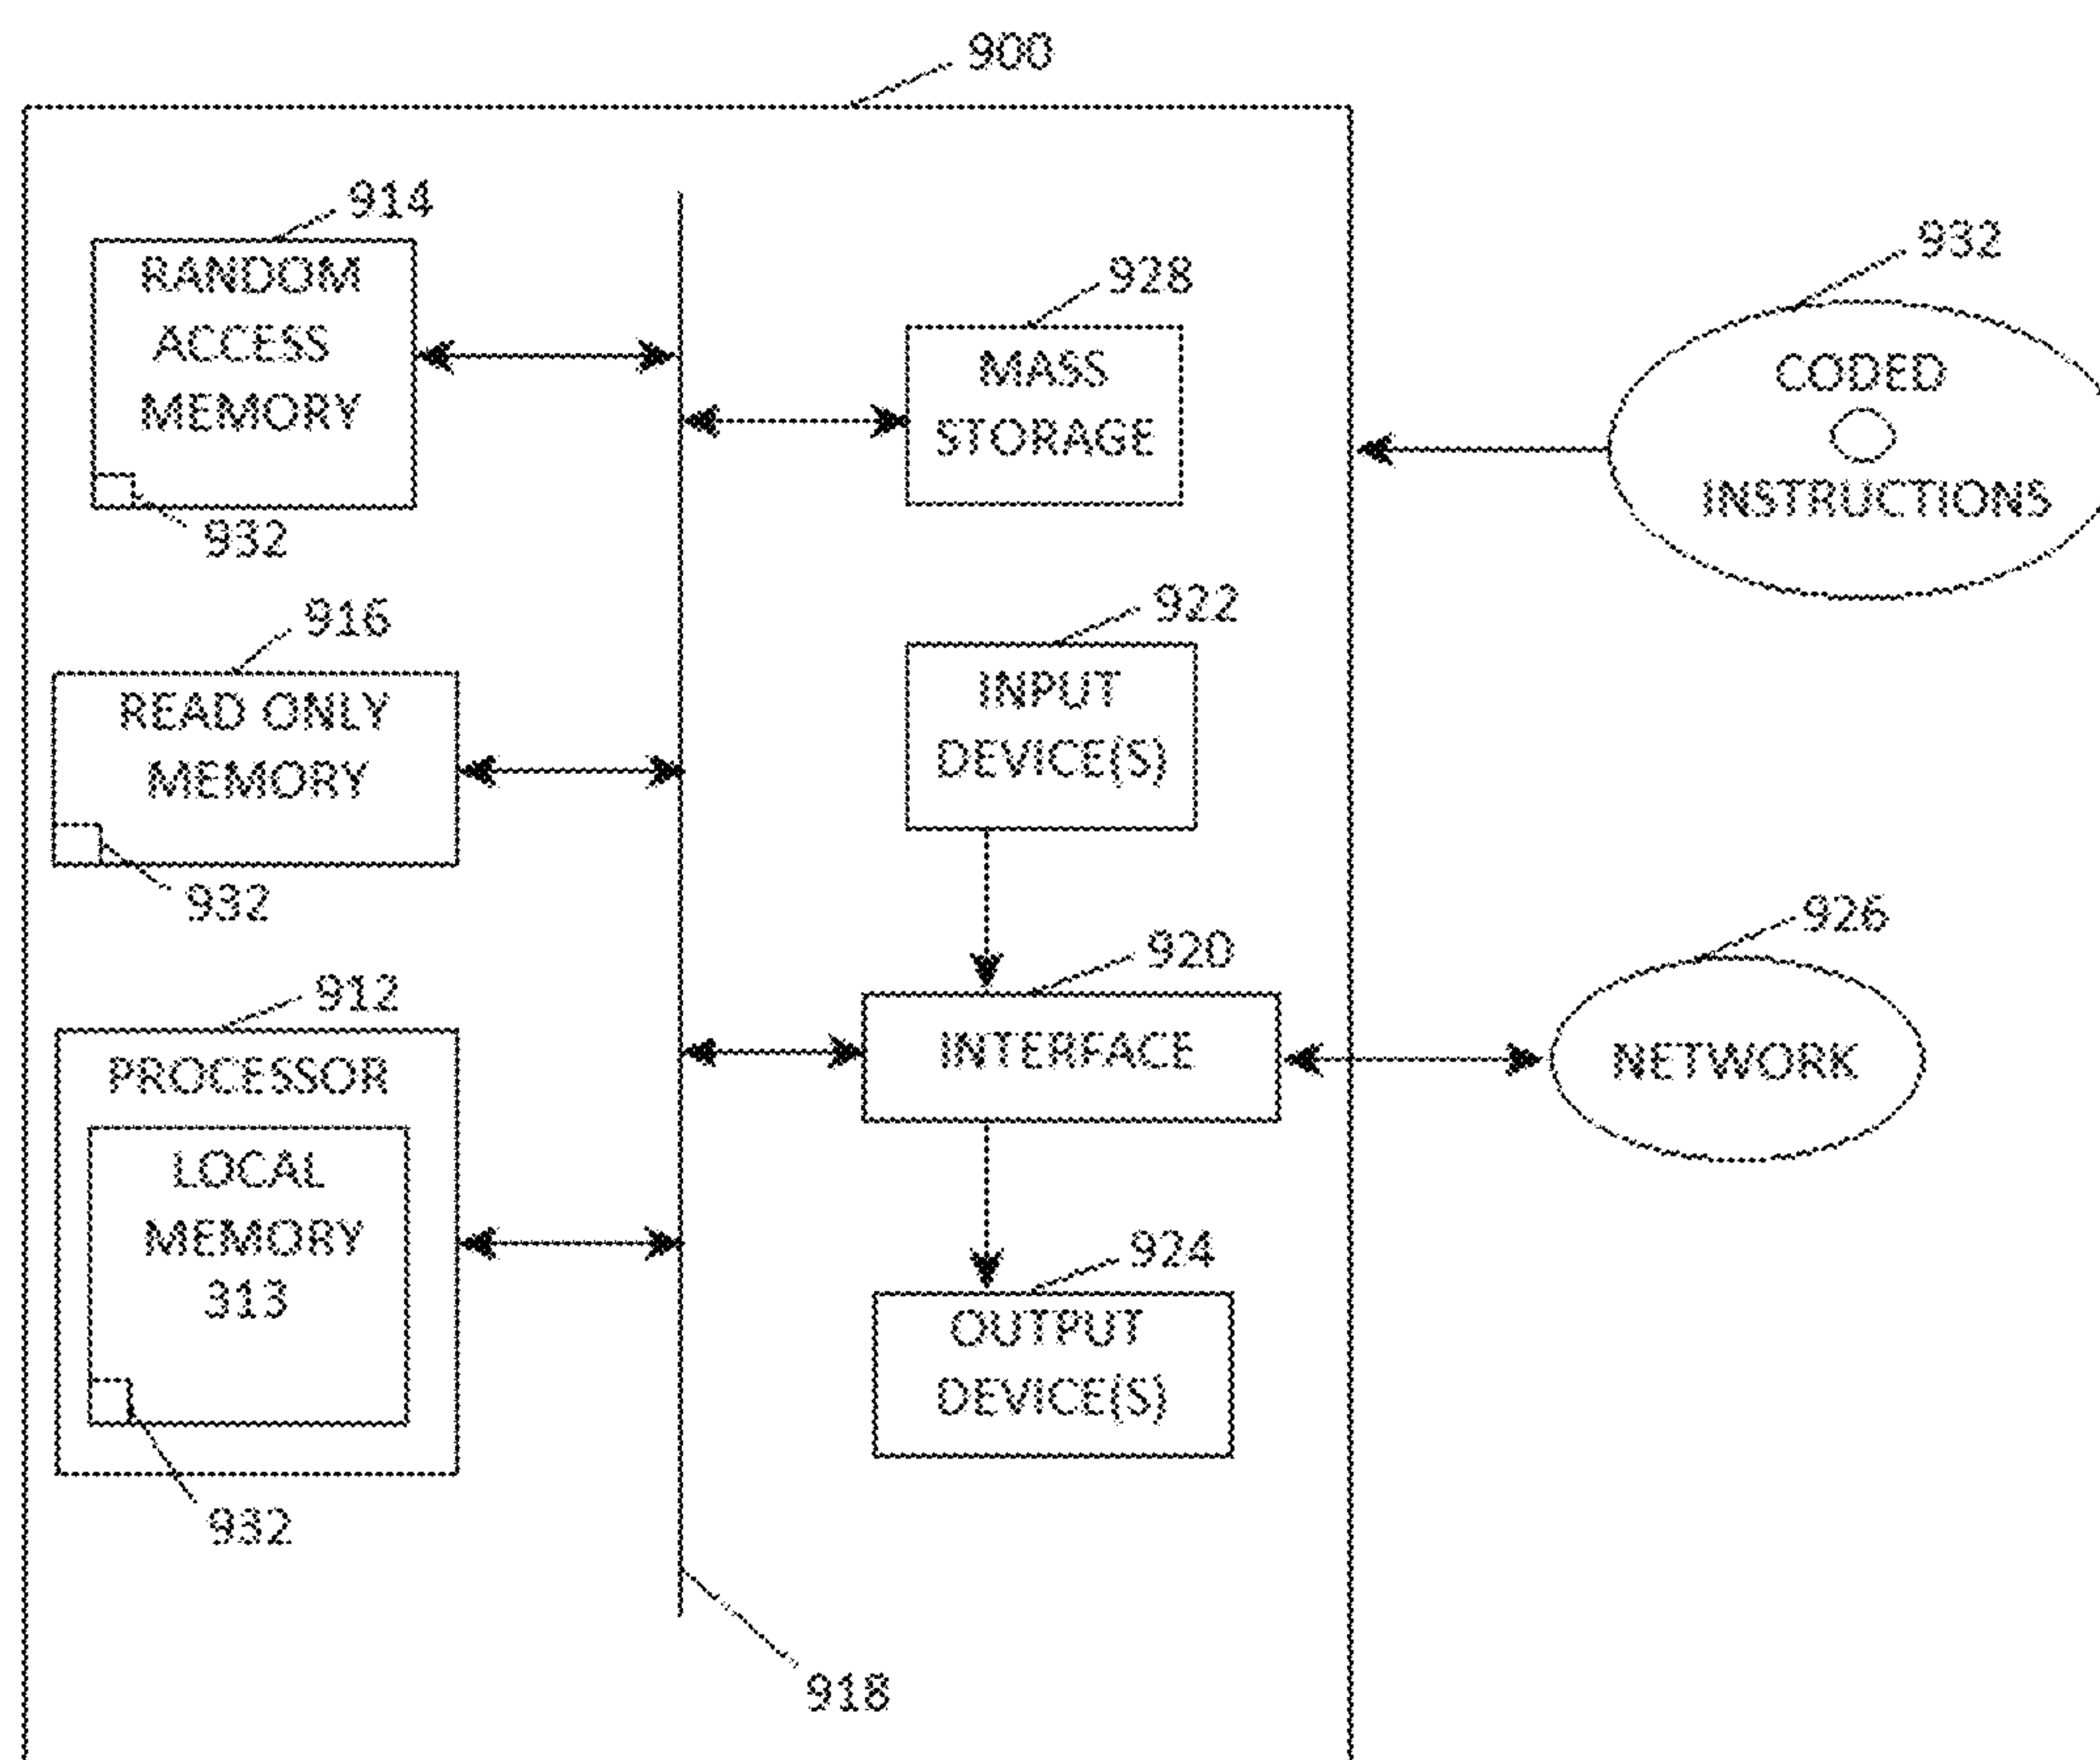 900
914
RANDOM
ACCESS
MEMORY
932
928
MASS
STORAGE
932
CODED
INSTRUCTIONS
916
READ ONLY
MEMORY
932
922
INPUT
DEVICE(S)
912
PROCESSOR
LOCAL
MEMORY
313
932
920
INTERFACE
926
NETWORK
924
OUTPUT
DEVICE(S)
918